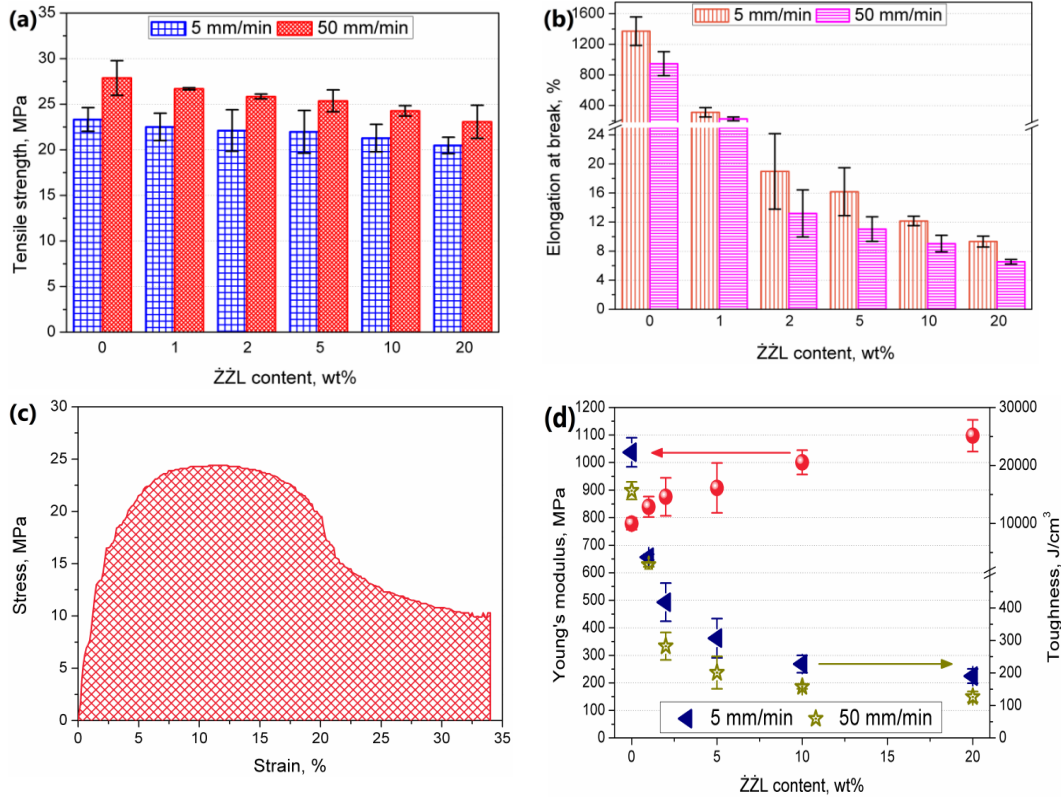 (a)
5 mm/min 50 mm/min
35
30
25
20
15
10
5
0
Tensile strength, MPa
0 1 2 5 10 20
ŻŻL content, wt%
(b)
5 mm/min 50 mm/min
1600
1200
800
400
24
20
16
12
8
4
0
Elongation at break, %
0 1 2 5 10 20
ŻŻL content, wt%
(c)
30
25
20
15
10
5
0
Stress, MPa
0 5 10 15 20 25 30 35
Strain, %
(d)
1200
1100
1000
900
800
700
600
500
400
300
200
100
0
Young's modulus, MPa
30000
20000
10000
400
300
200
100
0
Toughness, J/cm³
5 mm/min 50 mm/min
0 5 10 15 20
ŻŻL content, wt%